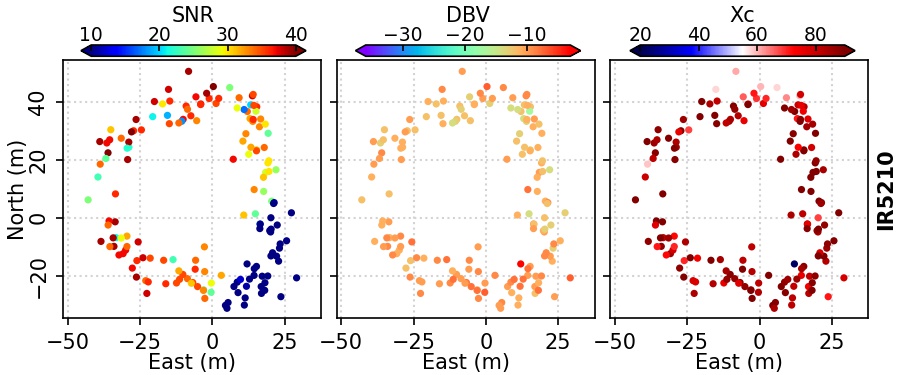 SNR DBV Xc
10 20 30 40 −30 −20 −10 20 40 60 80
North (m)
40
20
0
−20
−50 −25 0 25 −50 −25 0 25 −50 −25 0 25
East (m) East (m) East (m)
IR5210